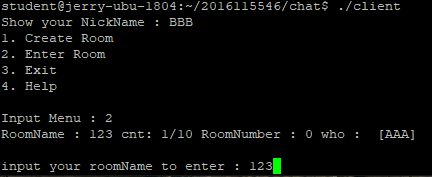 student@jerry-ubu-1804:~/2016115546/chat$ ./client
Show your NickName : BBB
1. Create Room
2. Enter Room
3. Exit
4. Help
Input Menu : 2
RoomName : 123 cnt: 1/10 RoomNumber : 0 who :  [AAA]
input your roomName to enter : 123